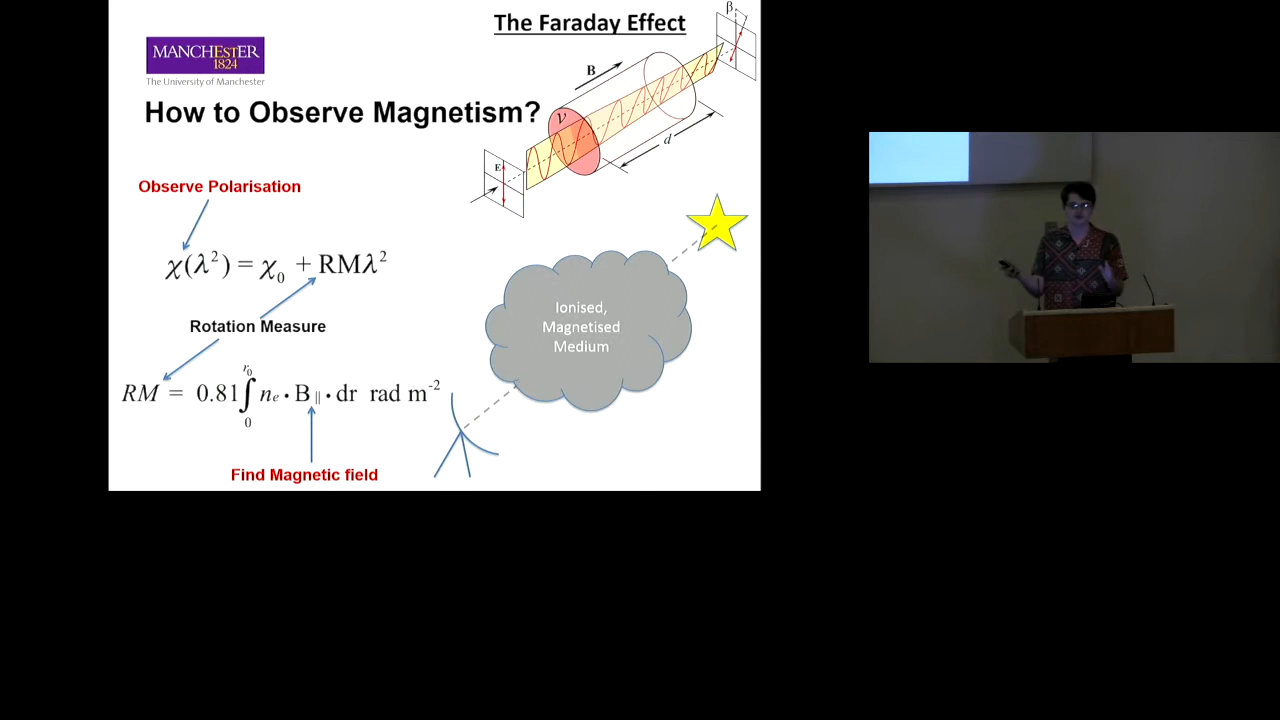 The Faraday Effect
MANCHESTER
1824
The University of Manchester
How to Observe Magnetism?
β
B
ν
d
E
Observe Polarisation
χ(λ²) = χ₀ + RMλ²
Rotation Measure
RM = 0.81∫₀^r₀ nₑ · B∥ · dr rad m⁻²
Find Magnetic field
Ionised,
Magnetised
Medium